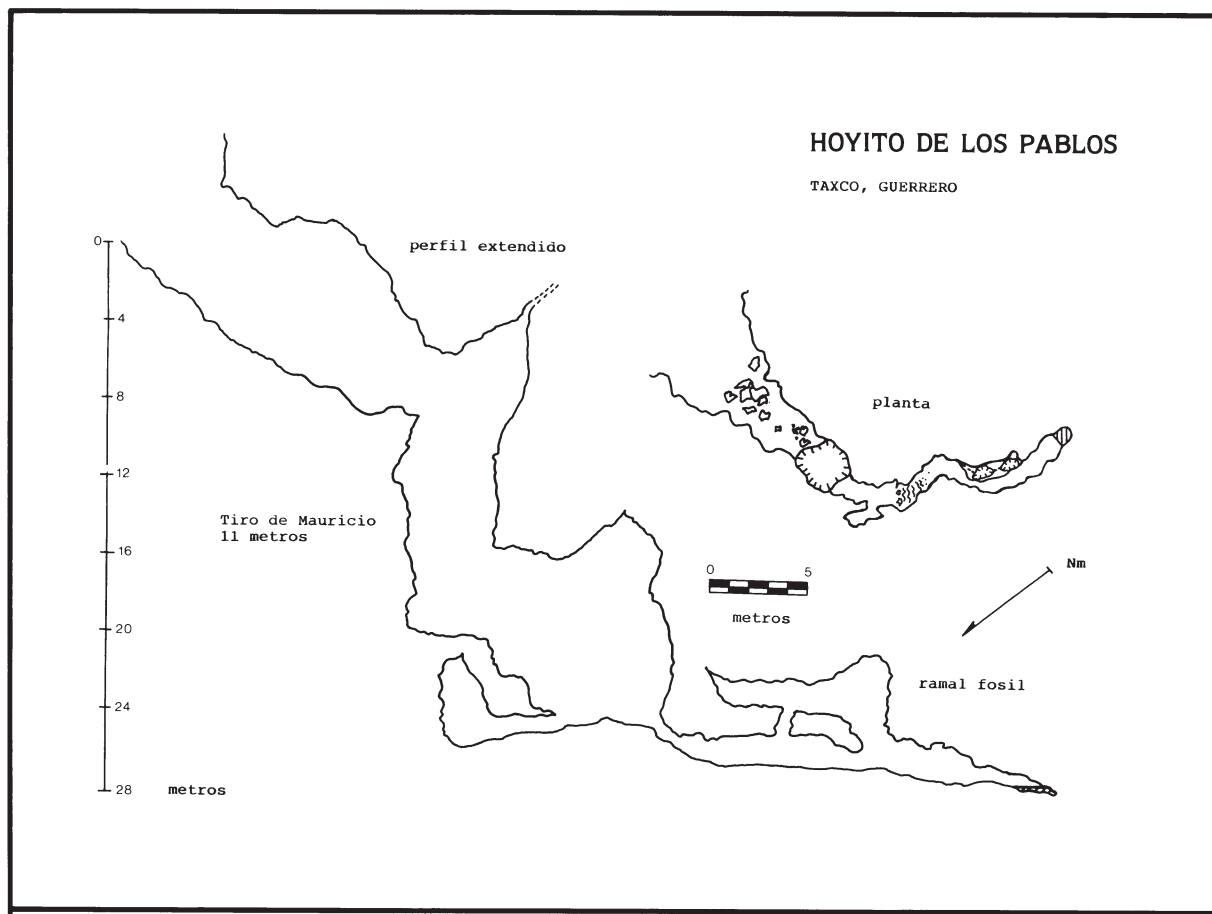 HOYITO DE LOS PABLOS
TAXCO, GUERRERO
perfil extendido
0
4
8
12
16
20
24
28 metros
Tiro de Mauricio
11 metros
planta
0 5
metros
Nm
ramal fosil